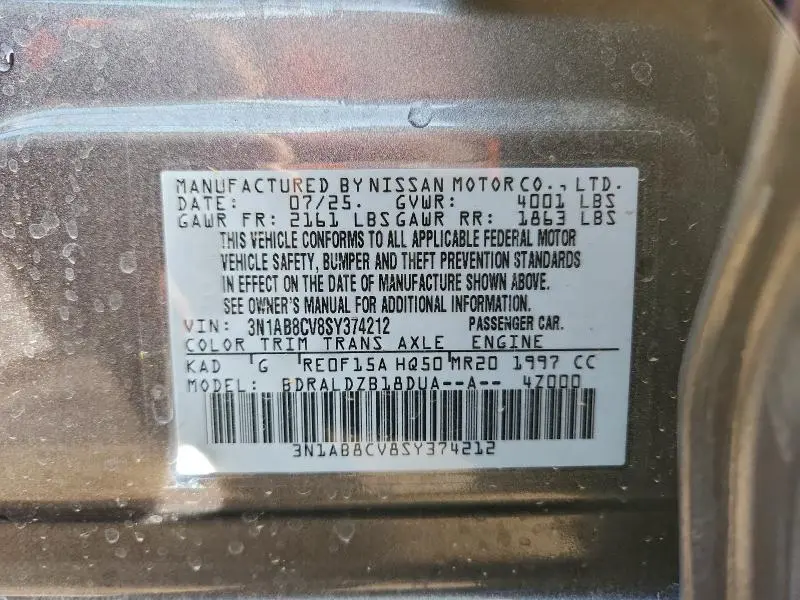 MANUFACTURED BY NISSAN MOTOR CO., LTD.
DATE: 07/25. GVWR: 4001 LBS
GAWR FR: 2161 LBS GAWR RR: 1863 LBS
THIS VEHICLE CONFORMS TO ALL APPLICABLE FEDERAL MOTOR
VEHICLE SAFETY, BUMPER AND THEFT PREVENTION STANDARDS
IN EFFECT ON THE DATE OF MANUFACTURE SHOWN ABOVE.
SEE OWNER'S MANUAL FOR ADDITIONAL INFORMATION.
VIN: 3N1AB8CV8SY374212 PASSENGER CAR.
COLOR TRIM TRANS AXLE ENGINE
KAD G RE0F15A HQ50 MR20 1997 CC
MODEL: BDRALDZB18DUA--A-- 4Z000
3N1AB8CV8SY374212